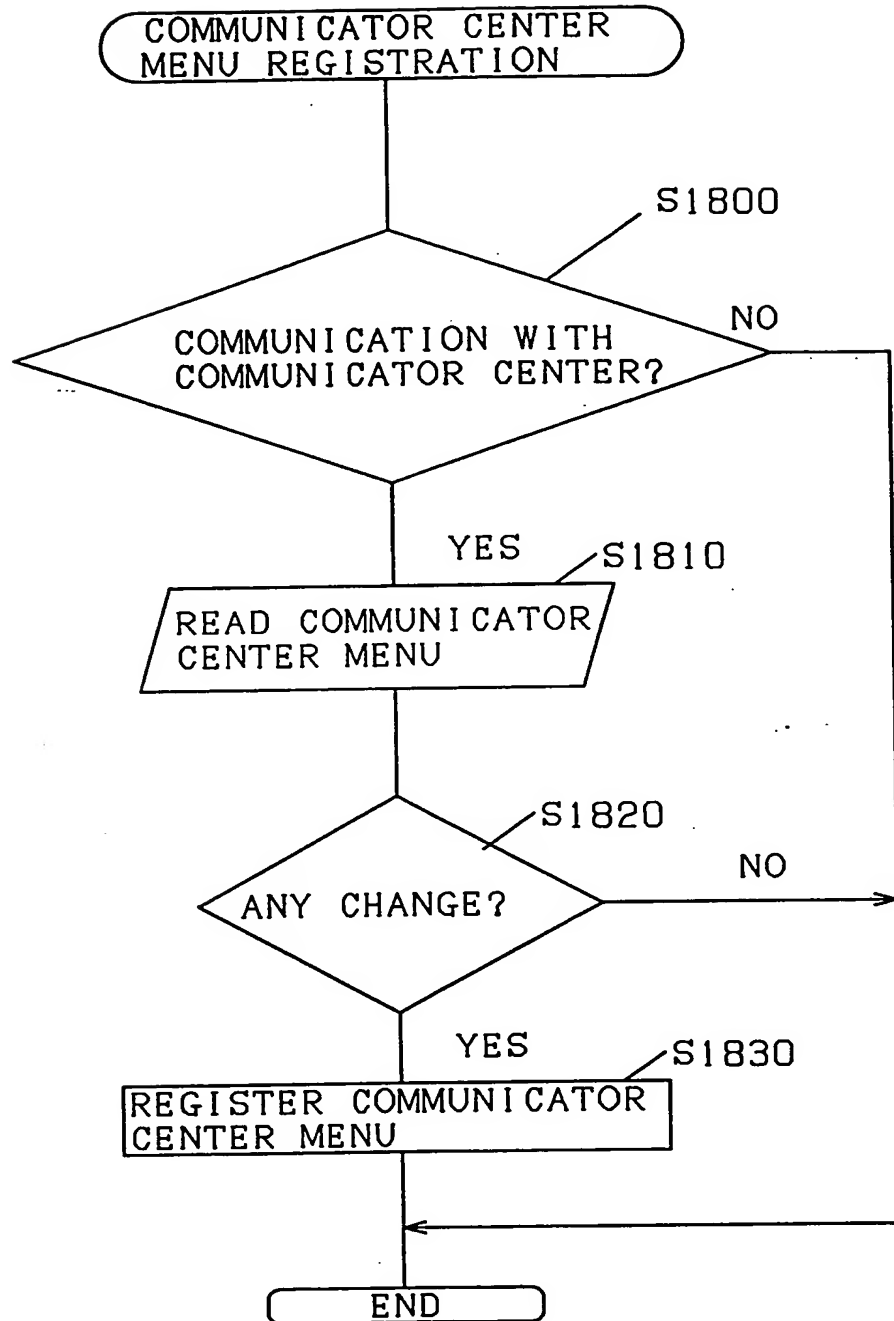 COMMUNICATOR CENTER
MENU REGISTRATION
S1800
NO
COMMUNICATION WITH
COMMUNICATOR CENTER?
YES
S1810
READ COMMUNICATOR
CENTER MENU
S1820
NO
ANY CHANGE?
YES
S1830
REGISTER COMMUNICATOR
CENTER MENU
END